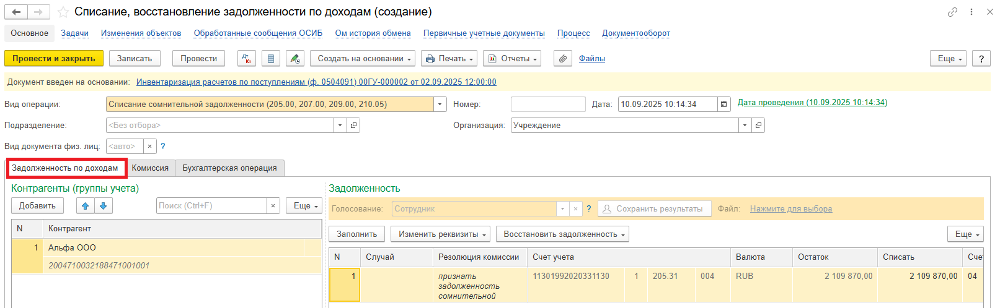 Списание, восстановление задолженности по доходам (создание)
Основное Задачи Изменения объектов Обработанные сообщения ОСИБ Ом история обмена Первичные учетные документы Процесс Документооборот
Провести и закрыть Записать Провести Дт Кт Создать на основании Печать Отчеты Файлы Еще ?
Документ введен на основании: Инвентаризация расчетов по поступлениям (ф. 0504091) 00ГУ-000002 от 02.09.2025 12:00:00
Вид операции: Списание сомнительной задолженности (205.00, 207.00, 209.00, 210.05) Номер: Дата: 10.09.2025 10:14:34 Дата проведения (10.09.2025 10:14:34)
Подразделение: <Без отбора> Организация: Учреждение
Вид документа физ. лиц: <авто> × ?
Задолженность по доходам Комиссия Бухгалтерская операция
Контрагенты (группы учета) Задолженность
Добавить Поиск (Ctrl+F) × Еще Голосование: Сотрудник × ? Сохранить результаты Файл: Нажмите для выбора
N Контрагент
Заполнить Изменить реквизиты Восстановить задолженность Еще
1 Альфа ООО
2004710032188471001001
N Случай Резолюция комиссии Счет учета Валюта Остаток Списать Сче
1 признать задолженность сомнительной 11301992020331130 1 205.31 004 RUB 2 109 870,00 2 109 870,00 04